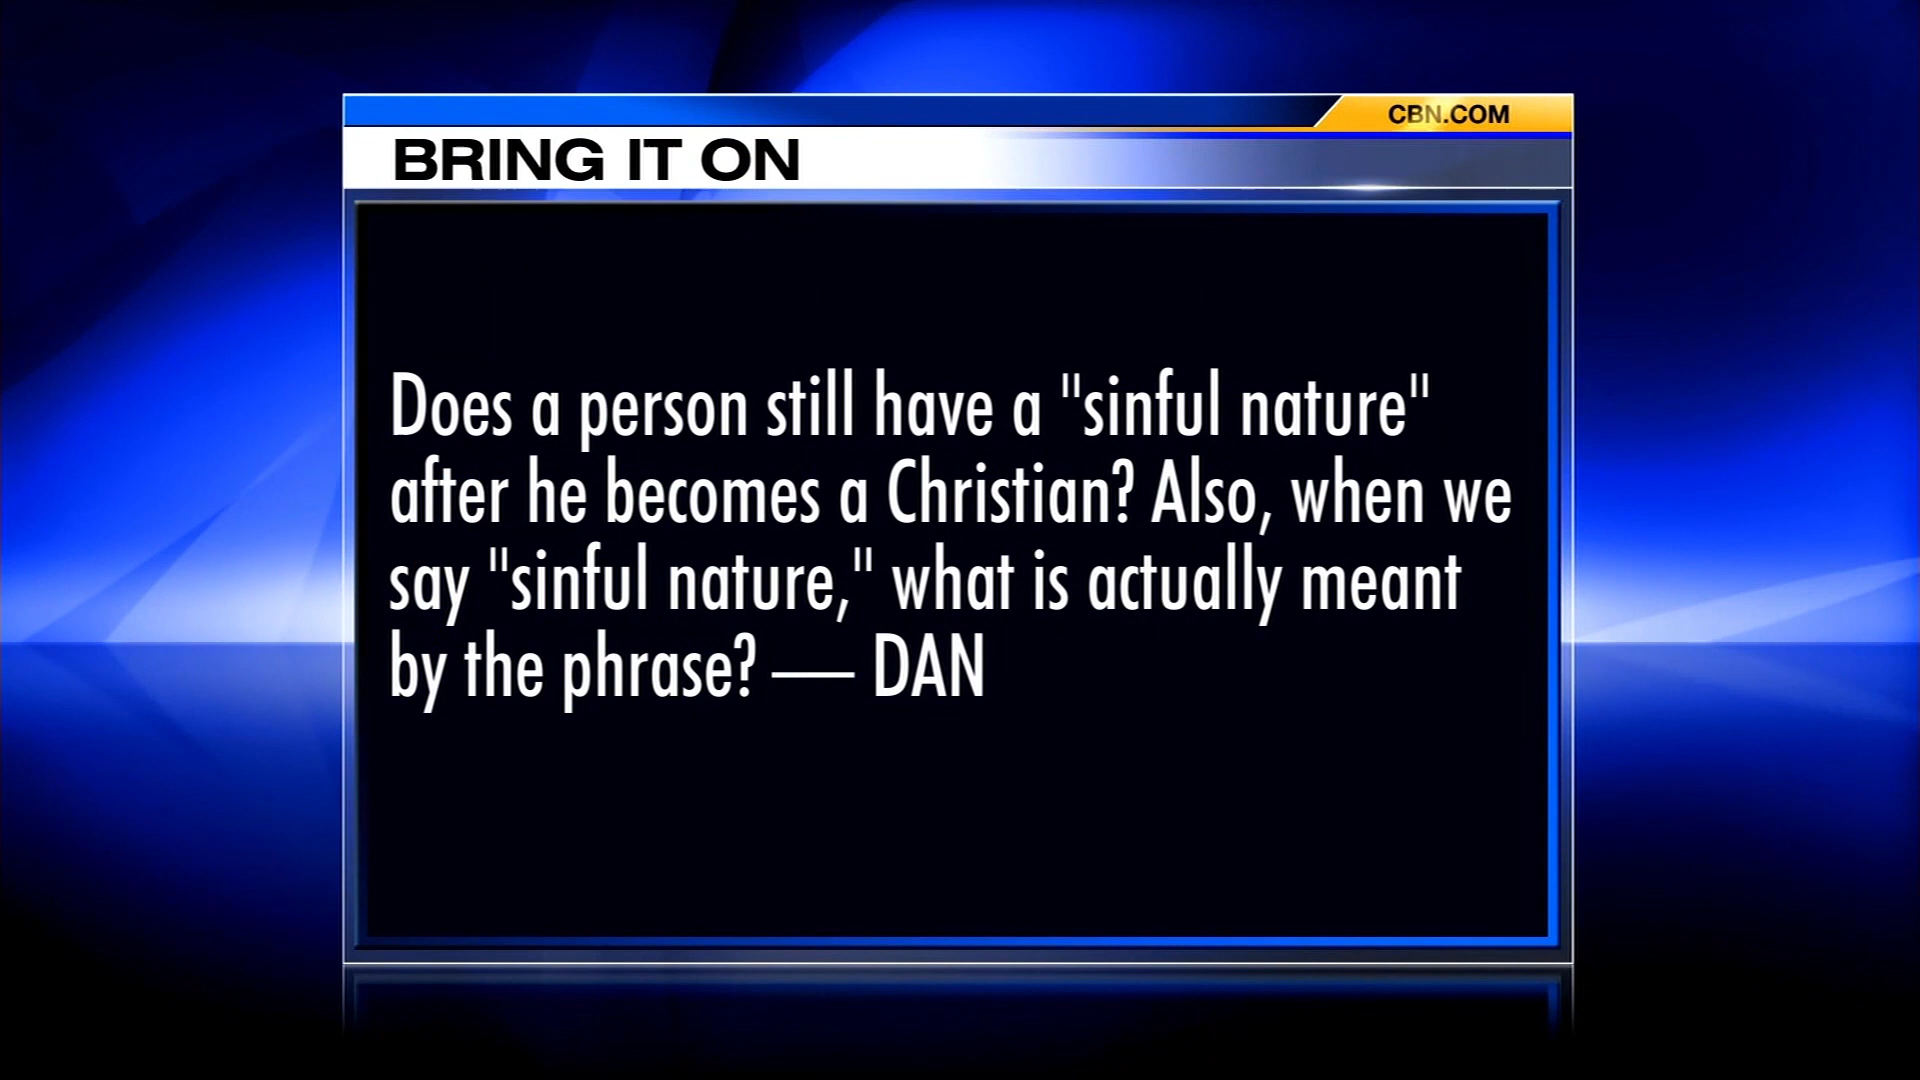 CBN.COM
BRING IT ON
Does a person still have a "sinful nature"
after he becomes a Christian? Also, when we
say "sinful nature," what is actually meant
by the phrase? — DAN